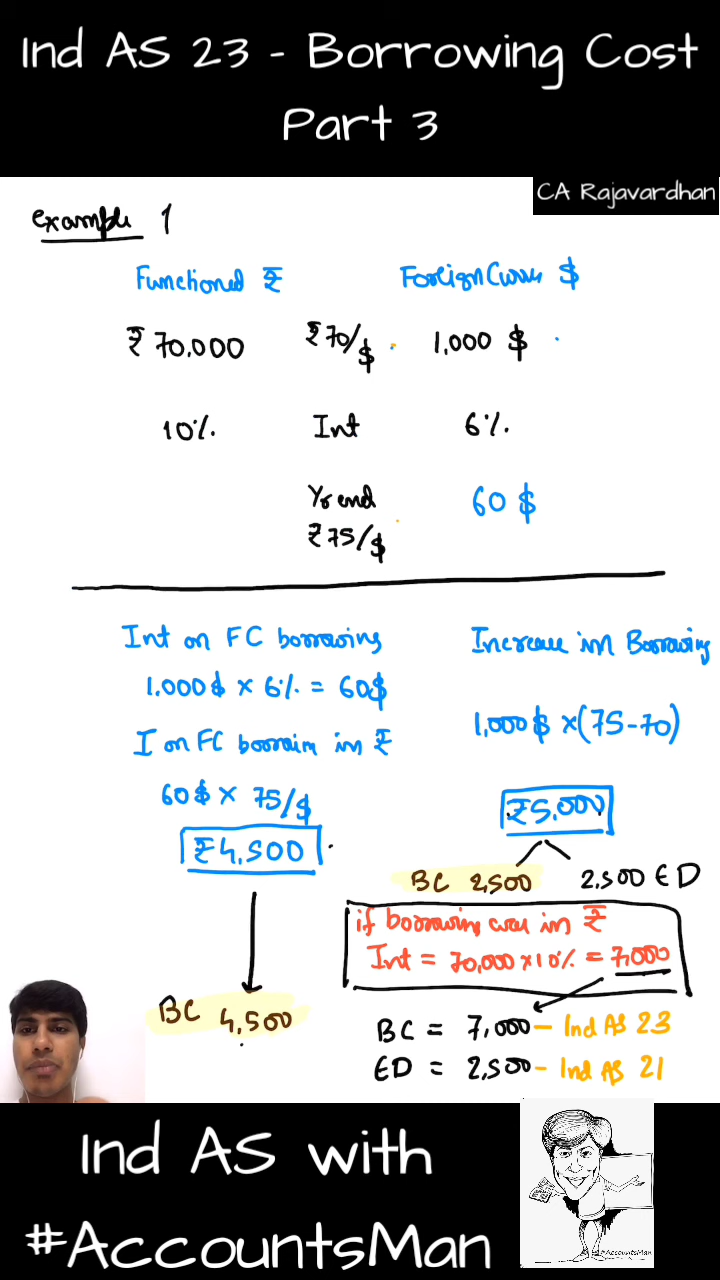 Ind AS 23 - Borrowing Cost
Part 3
CA Rajavardhan
example 1
Functional ₹ Foreign Curr $
₹ 70,000 ₹70/$ 1,000 $
10% Int 6%
Yr end 60 $
₹75/$
Int on FC borrowing Increase in Borrowing
1,000$ × 6% = 60$
1,000$ ×(75-70)
I on FC borroim in ₹
60$ × 75/$ ₹5,000
₹4,500
BC 2,500 2,500 ED
if borrowing was in ₹
Int = 70,000 × 10% = 7,000
BC 4,500
BC = 7,000 - Ind AS 23
ED = 2,500 - Ind AS 21
Ind AS with
#AccountsMan
#AccountsMan